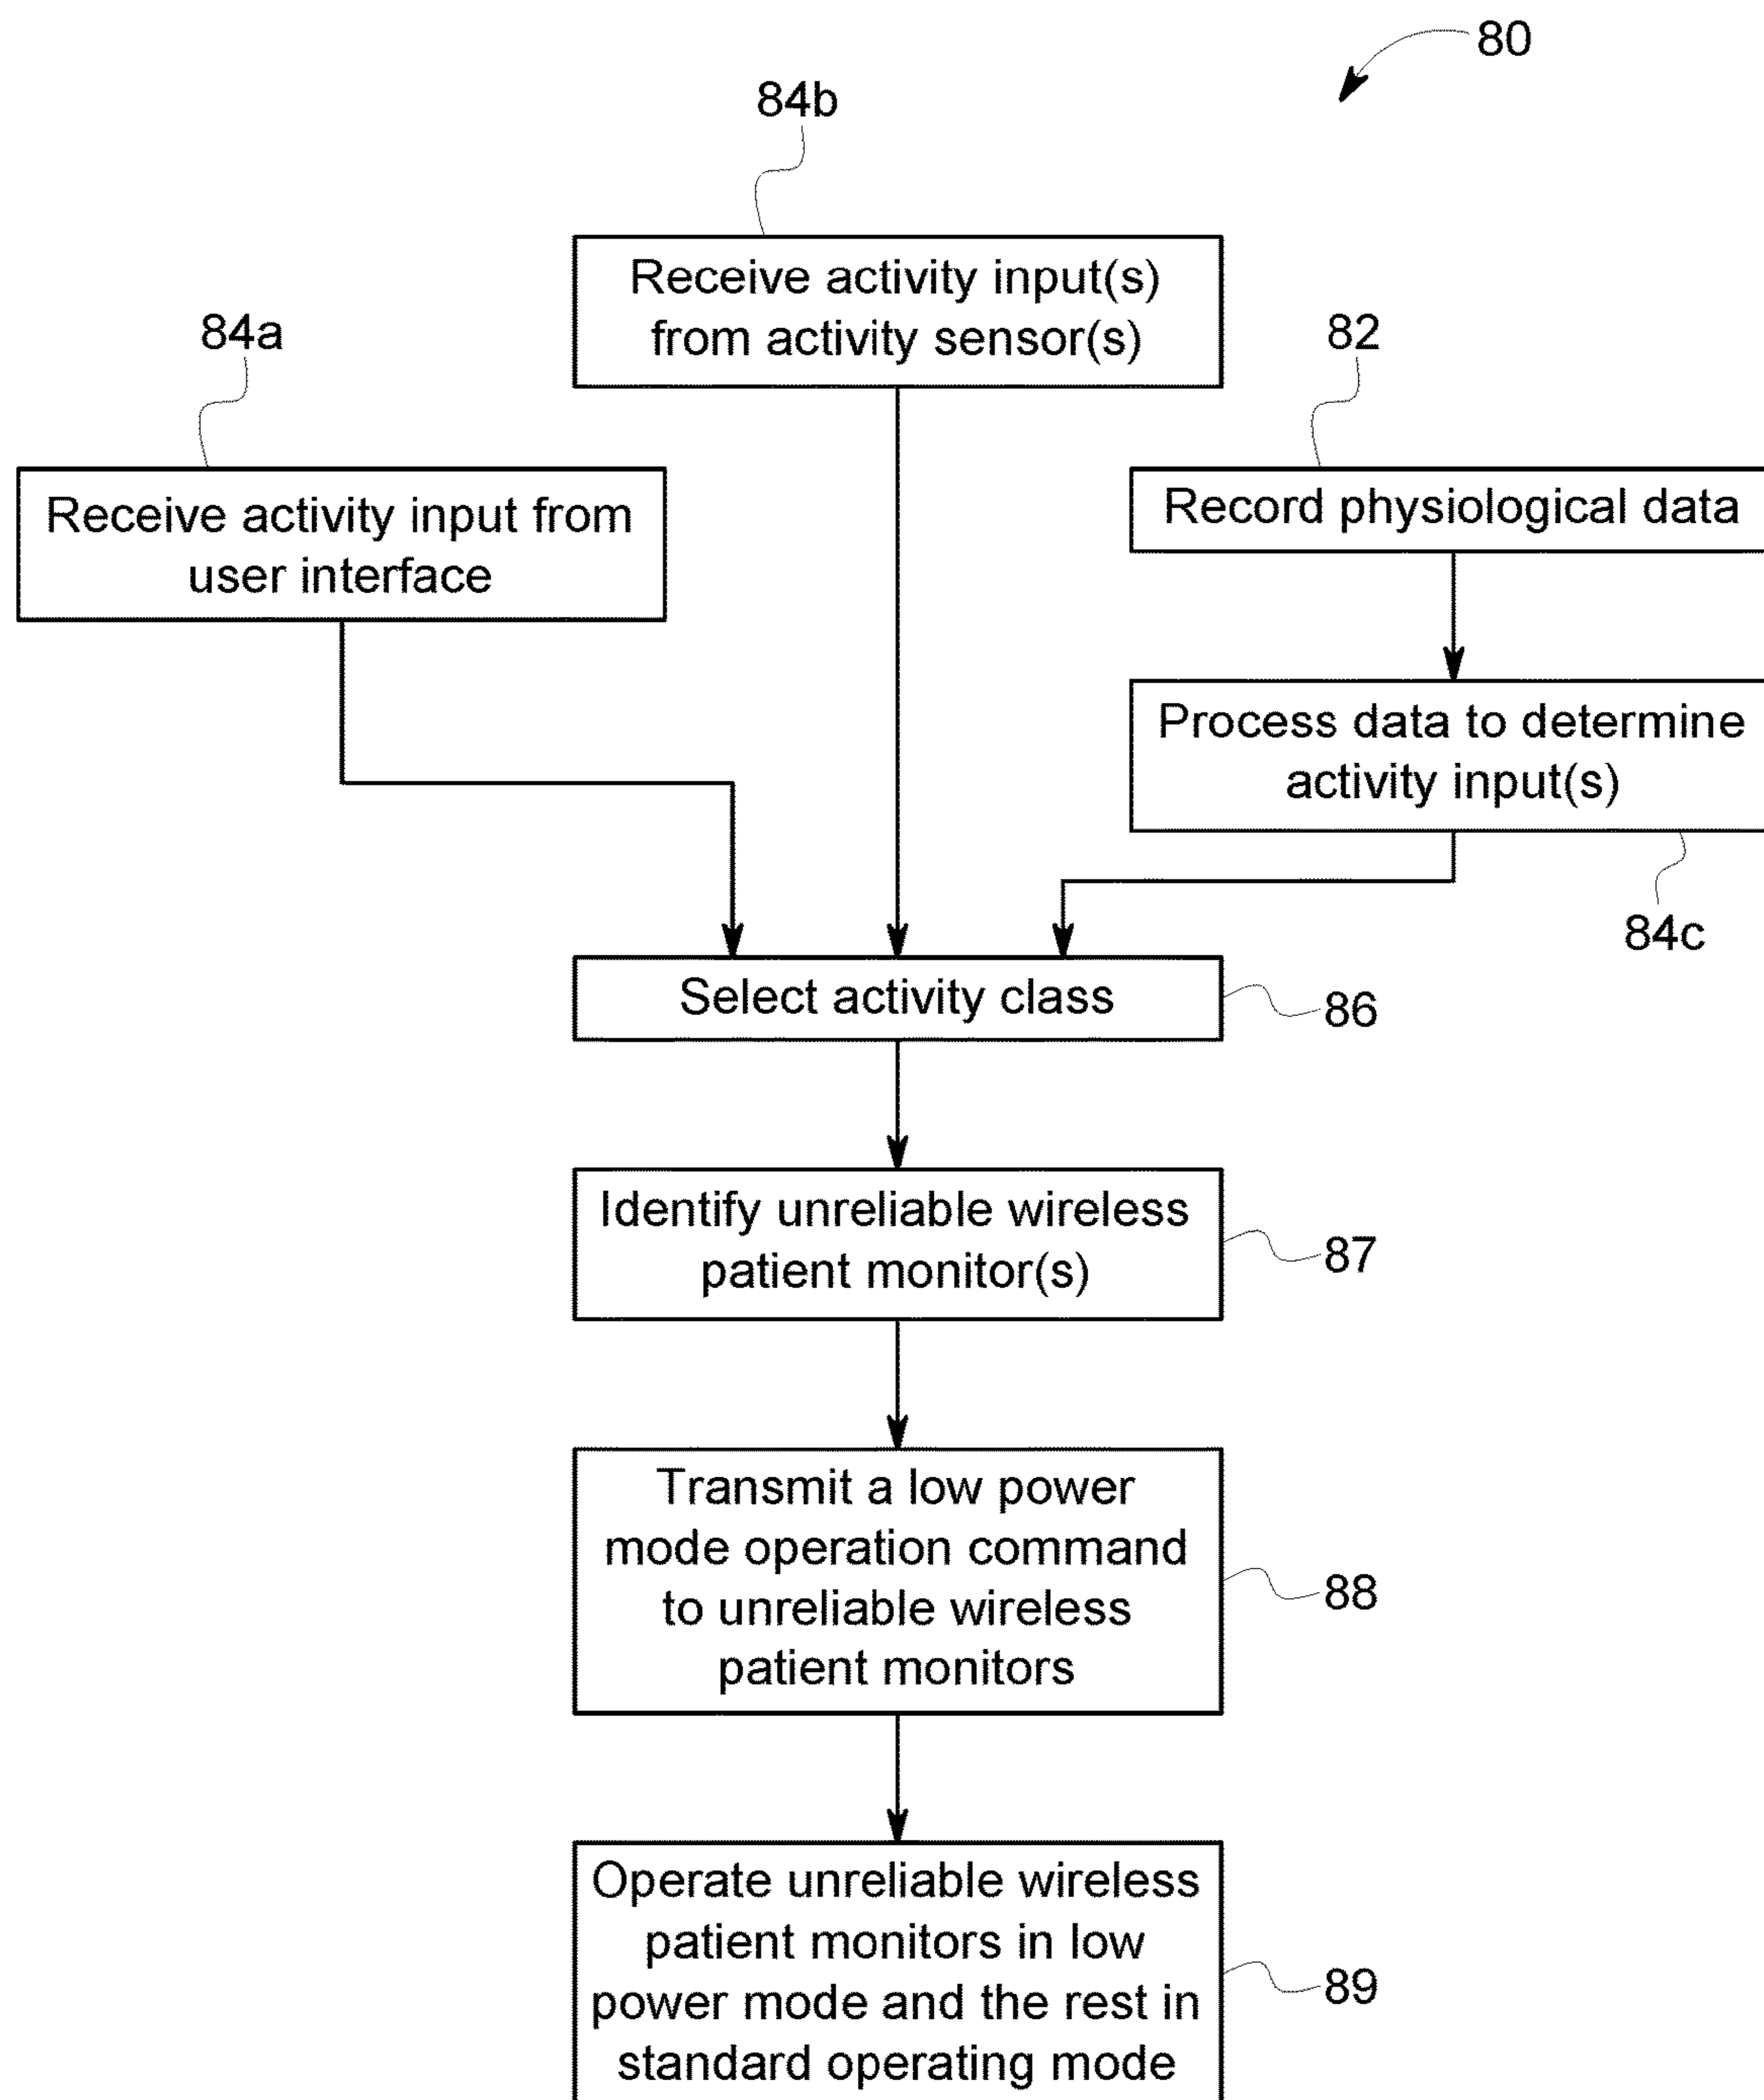 80
84b
Receive activity input(s)
from activity sensor(s)
84a
82
Receive activity input from
user interface
Record physiological data
Process data to determine
activity input(s)
84c
Select activity class
86
Identify unreliable wireless
patient monitor(s)
87
Transmit a low power
mode operation command
to unreliable wireless
patient monitors
88
Operate unreliable wireless
patient monitors in low
power mode and the rest in
standard operating mode
89